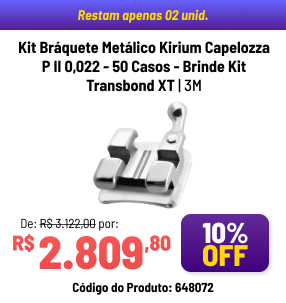 Restam apenas 02 unid.
Kit Bráquete Metálico Kirium Capelozza
P II 0,022 - 50 Casos - Brinde Kit
Transbond XT | 3M
De: R$ 3.122,00 por:
R$ 2.809,80
10%
OFF
Código do Produto: 648072